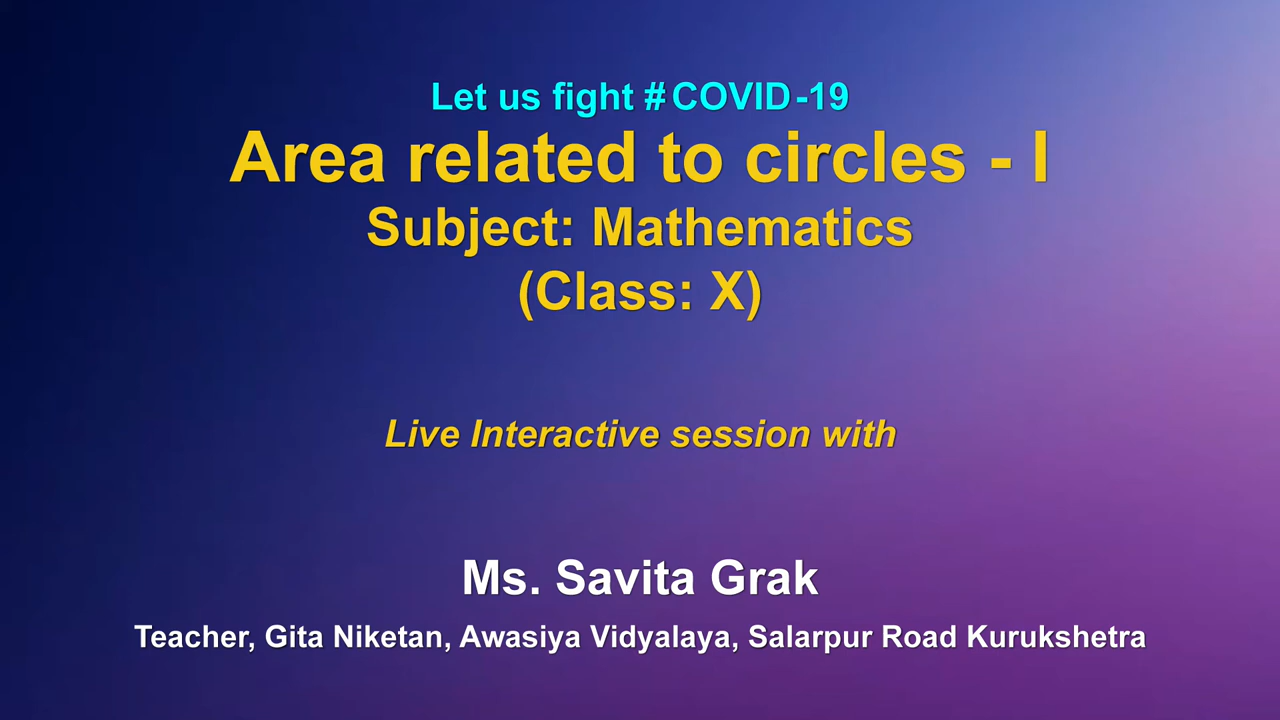 Let us fight #COVID-19
Area related to circles - I
Subject: Mathematics
(Class: X)
Live Interactive session with
Ms. Savita Grak
Teacher, Gita Niketan, Awasiya Vidyalaya, Salarpur Road Kurukshetra